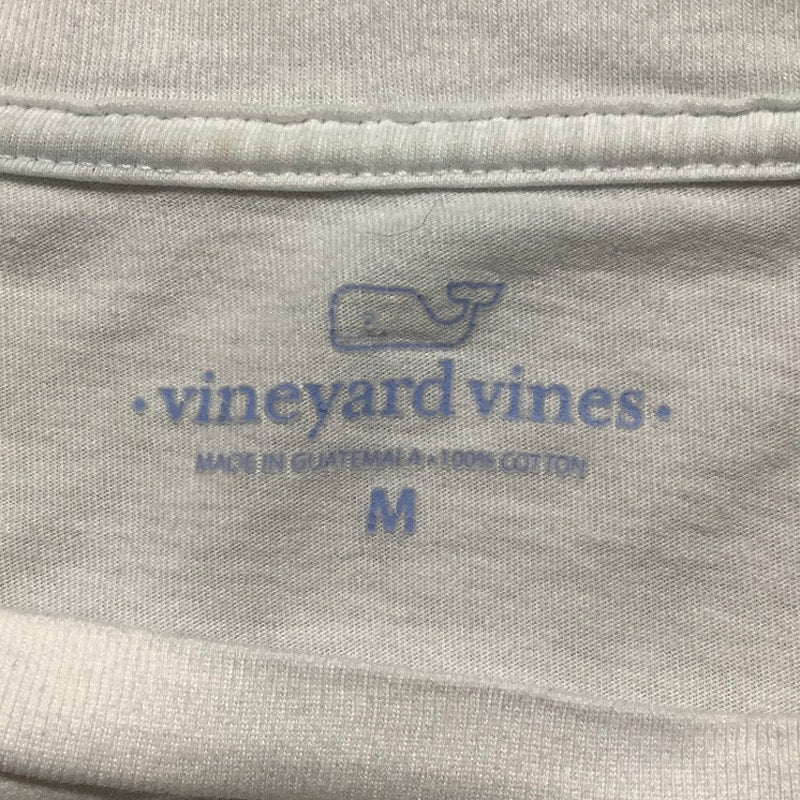 • vineyard vines •
MADE IN GUATEMALA • 100% COTTON
M